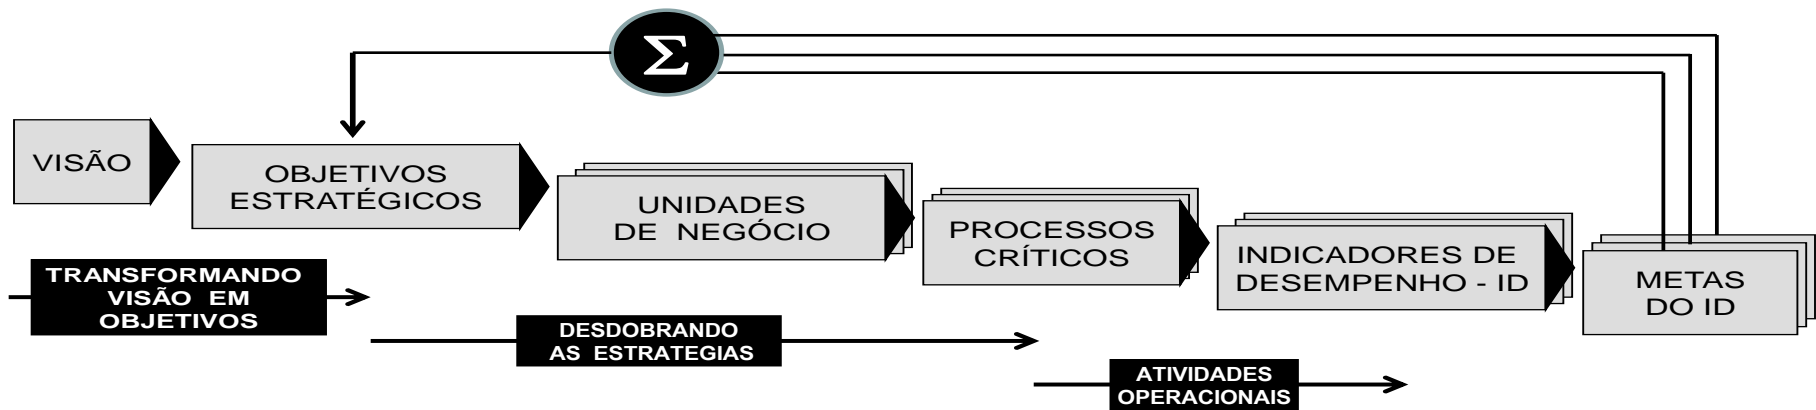 Σ
VISÃO
OBJETIVOS
ESTRATÉGICOS
UNIDADES
DE NEGÓCIO
PROCESSOS
CRÍTICOS
INDICADORES DE
DESEMPENHO - ID
METAS
DO ID
TRANSFORMANDO
VISÃO EM
OBJETIVOS
DESDOBRANDO
AS ESTRATEGIAS
ATIVIDADES
OPERACIONAIS